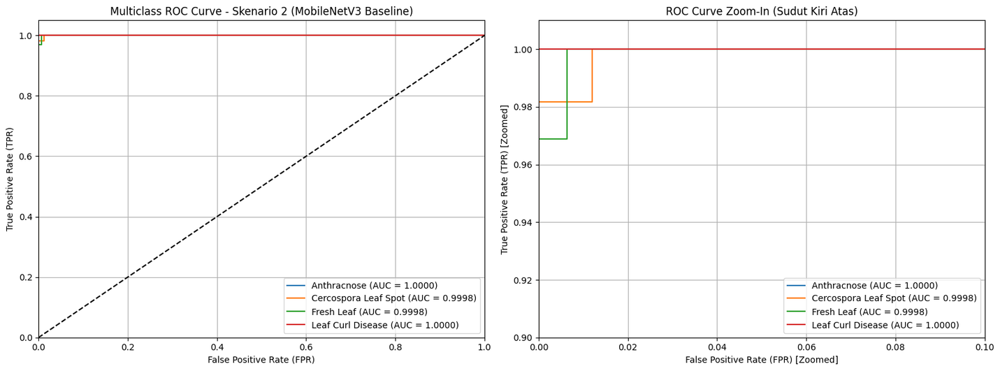 Multiclass ROC Curve - Skenario 2 (MobileNetV3 Baseline)
True Positive Rate (TPR)
1.0
0.8
0.6
0.4
0.2
0.0
0.0 0.2 0.4 0.6 0.8 1.0
False Positive Rate (FPR)
Anthracnose (AUC = 1.0000)
Cercospora Leaf Spot (AUC = 0.9998)
Fresh Leaf (AUC = 0.9998)
Leaf Curl Disease (AUC = 1.0000)
ROC Curve Zoom-In (Sudut Kiri Atas)
True Positive Rate (TPR) [Zoomed]
1.00
0.98
0.96
0.94
0.92
0.90
0.00 0.02 0.04 0.06 0.08 0.10
False Positive Rate (FPR) [Zoomed]
Anthracnose (AUC = 1.0000)
Cercospora Leaf Spot (AUC = 0.9998)
Fresh Leaf (AUC = 0.9998)
Leaf Curl Disease (AUC = 1.0000)